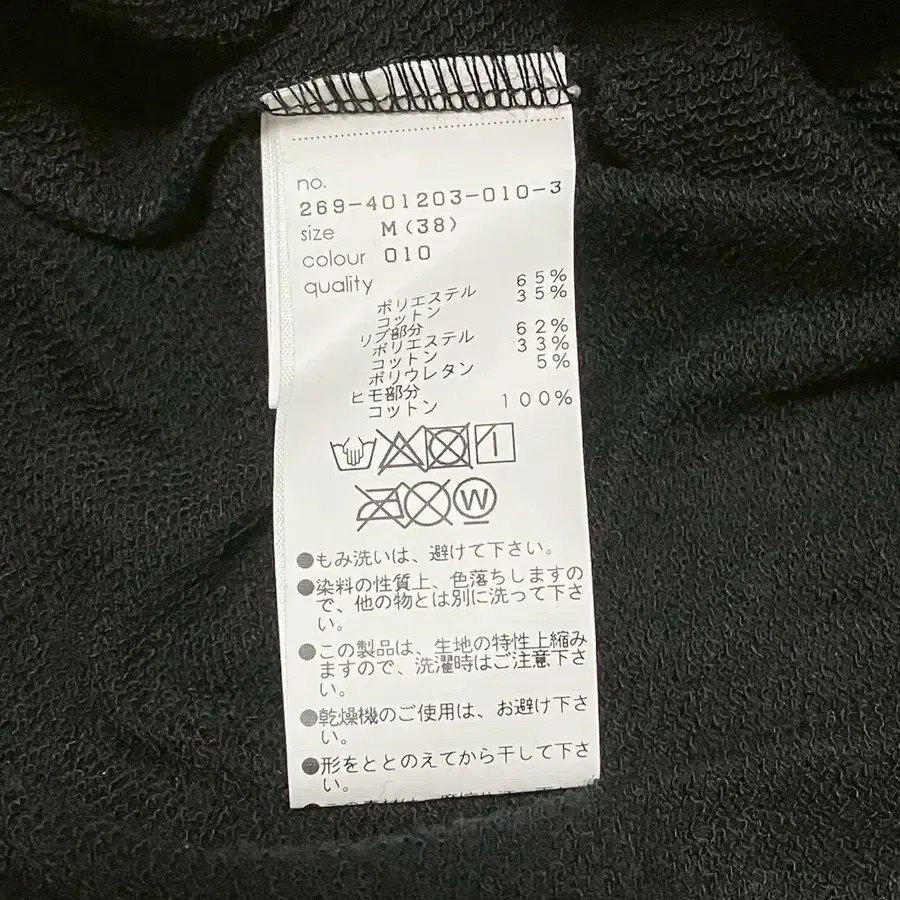 no.
269-401203-010-3
size M(38)
colour 010
quality
ポリエステル 65%
コットン 35%
リブ部分
ポリエステル 62%
コットン 33%
ポリウレタン 5%
ヒモ部分
コットン 100%
W
●もみ洗いは、避けて下さい。
●染料の性質上、色落ちしますの
で、他の物とは別に洗って下さ
い。
●この製品は、生地の特性上縮み
ますので、洗濯時はご注意下さ
い。
●乾燥機のご使用は、お避け下さ
い。
●形をととのえてから干して下さ
い。